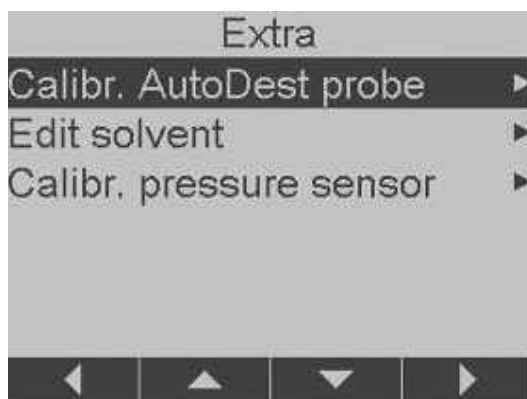 Extra
Calibr. AutoDest probe
Edit solvent
Calibr. pressure sensor